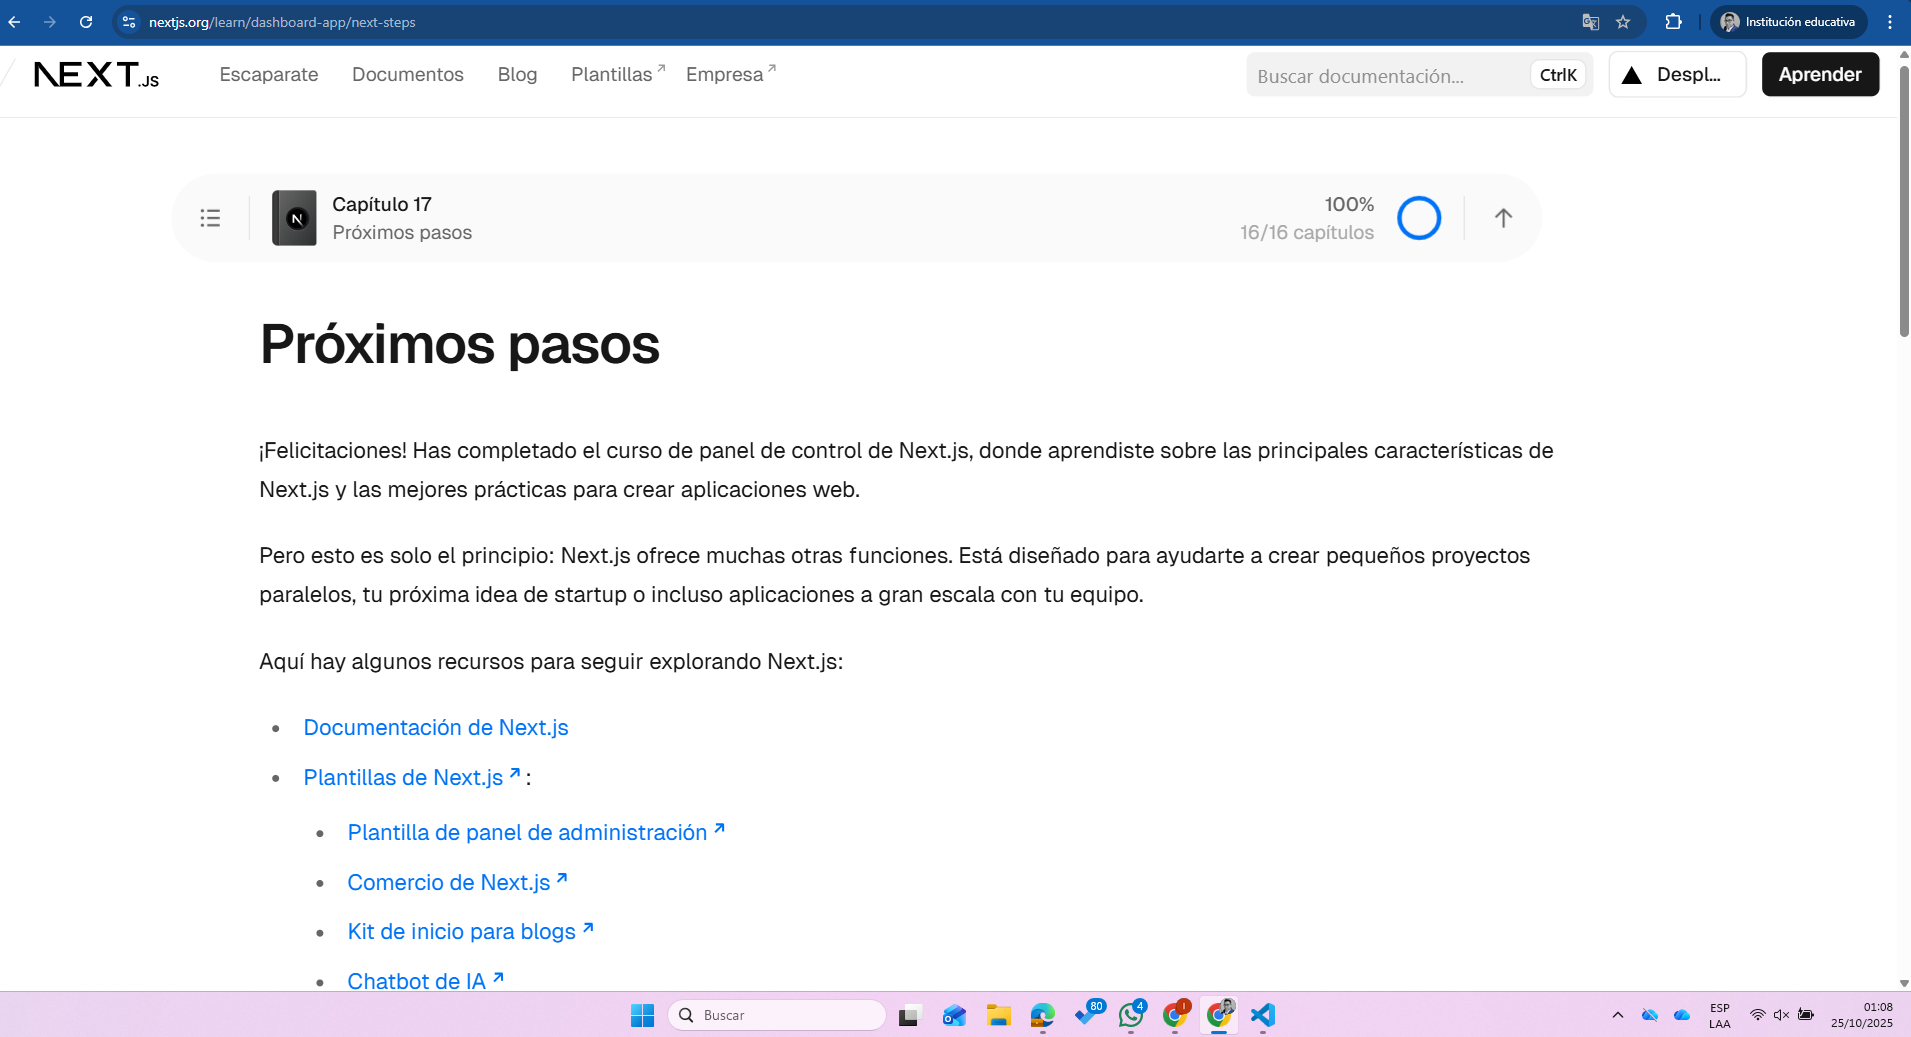 nextjs.org/learn/dashboard-app/next-steps
Institución educativa
NEXT.JS
Escaparate
Documentos
Blog
Plantillas
Empresa
Buscar documentación...
CtrlK
Despl...
Aprender
N
Capítulo 17
Próximos pasos
100%
16/16 capítulos
Próximos pasos
¡Felicitaciones! Has completado el curso de panel de control de Next.js, donde aprendiste sobre las principales características de
Next.js y las mejores prácticas para crear aplicaciones web.
Pero esto es solo el principio: Next.js ofrece muchas otras funciones. Está diseñado para ayudarte a crear pequeños proyectos
paralelos, tu próxima idea de startup o incluso aplicaciones a gran escala con tu equipo.
Aquí hay algunos recursos para seguir explorando Next.js:
• Documentación de Next.js
• Plantillas de Next.js ↗ :
• Plantilla de panel de administración ↗
• Comercio de Next.js ↗
• Kit de inicio para blogs ↗
• Chatbot de IA ↗
Buscar
80
4
ESP
LAA
01:08
25/10/2025